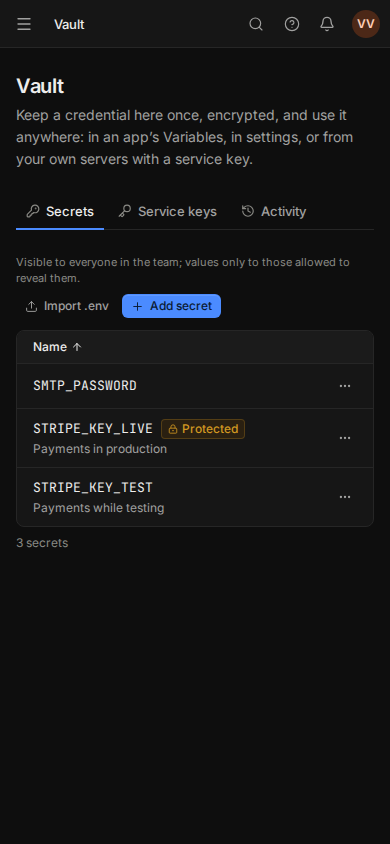 Vault
VV
Vault
Keep a credential here once, encrypted, and use it
anywhere: in an app’s Variables, in settings, or from
your own servers with a service key.
Secrets
Service keys
Activity
Visible to everyone in the team; values only to those allowed to
reveal them.
Import .env
Add secret
Name
SMTP_PASSWORD
STRIPE_KEY_LIVE
Protected
Payments in production
STRIPE_KEY_TEST
Payments while testing
3 secrets